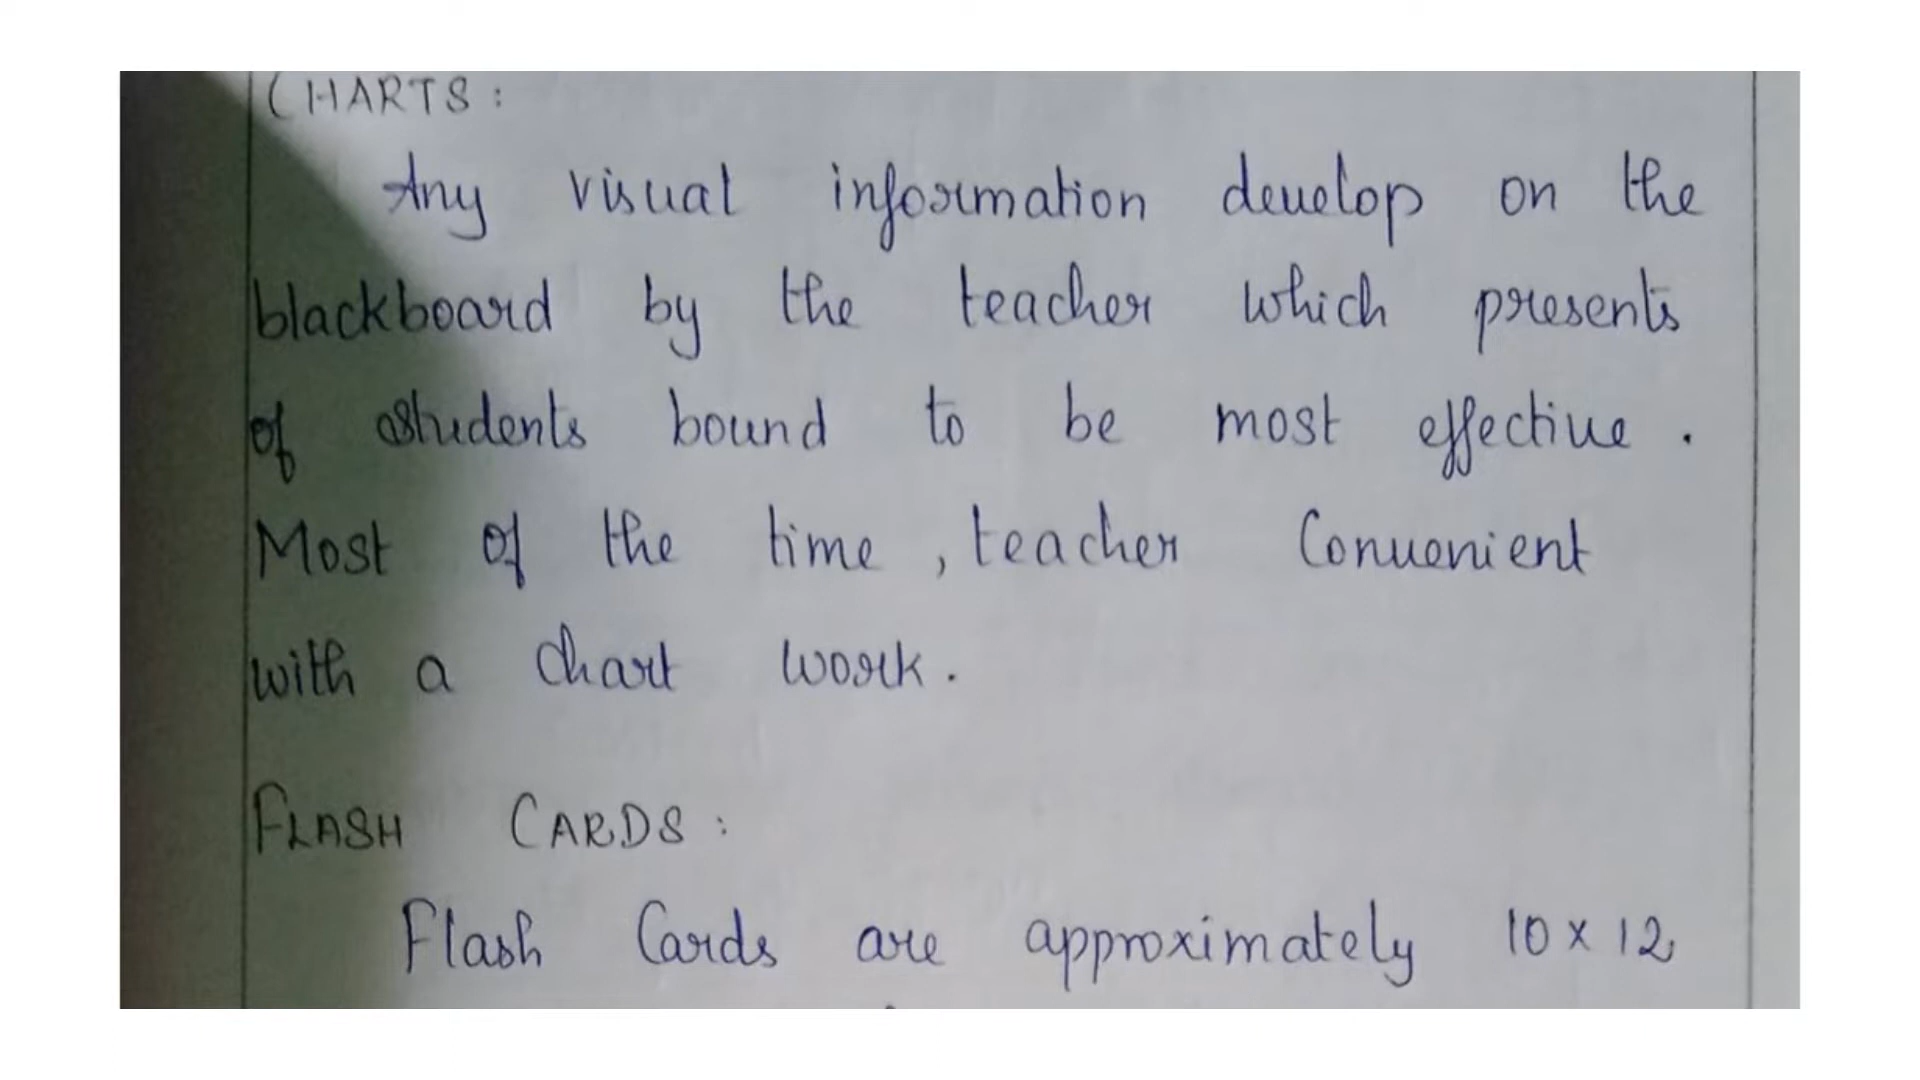 CHARTS:
Any visual information develop on the
blackboard by the teacher which presents
of students bound to be most effective.
Most of the time, teacher Convenient
with a chart work.
FLASH CARDS:
Flash Cards are approximately 10 x 12